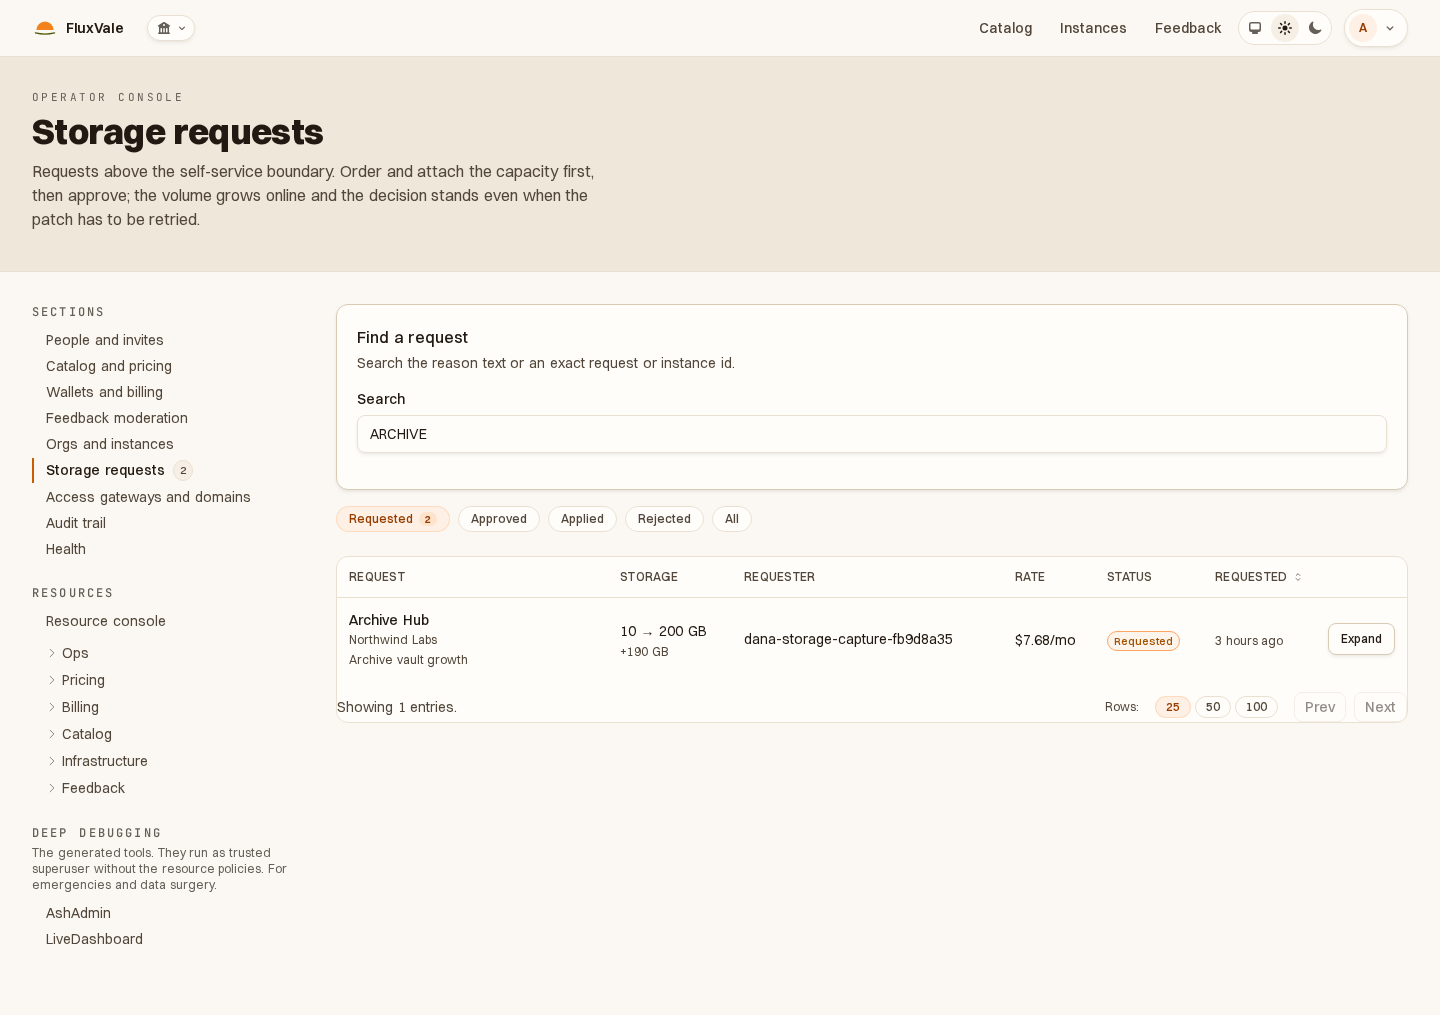 FluxVale
Catalog
Instances
Feedback
A
OPERATOR CONSOLE
Storage requests
Requests above the self-service boundary. Order and attach the capacity first,
then approve; the volume grows online and the decision stands even when the
patch has to be retried.
SECTIONS
People and invites
Catalog and pricing
Wallets and billing
Feedback moderation
Orgs and instances
Storage requests 2
Access gateways and domains
Audit trail
Health
RESOURCES
Resource console
Ops
Pricing
Billing
Catalog
Infrastructure
Feedback
DEEP DEBUGGING
The generated tools. They run as trusted
superuser without the resource policies. For
emergencies and data surgery.
AshAdmin
LiveDashboard
Find a request
Search the reason text or an exact request or instance id.
Search
ARCHIVE
Requested 2 Approved Applied Rejected All
REQUEST STORAGE REQUESTER RATE STATUS REQUESTED
Archive Hub
Northwind Labs
Archive vault growth
10 → 200 GB
+190 GB
dana-storage-capture-fb9d8a35
$7.68/mo
Requested
3 hours ago
Expand
Showing 1 entries.
Rows: 25 50 100 Prev Next